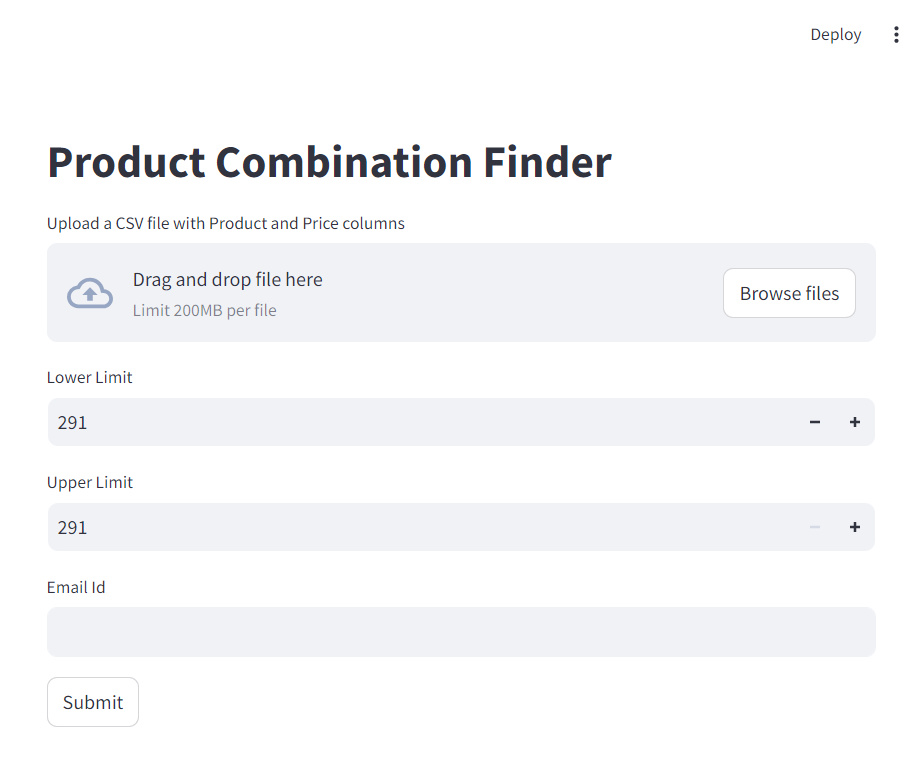 Deploy
Product Combination Finder
Upload a CSV file with Product and Price columns
Drag and drop file here
Limit 200MB per file
Browse files
Lower Limit
291
Upper Limit
291
Email Id
Submit